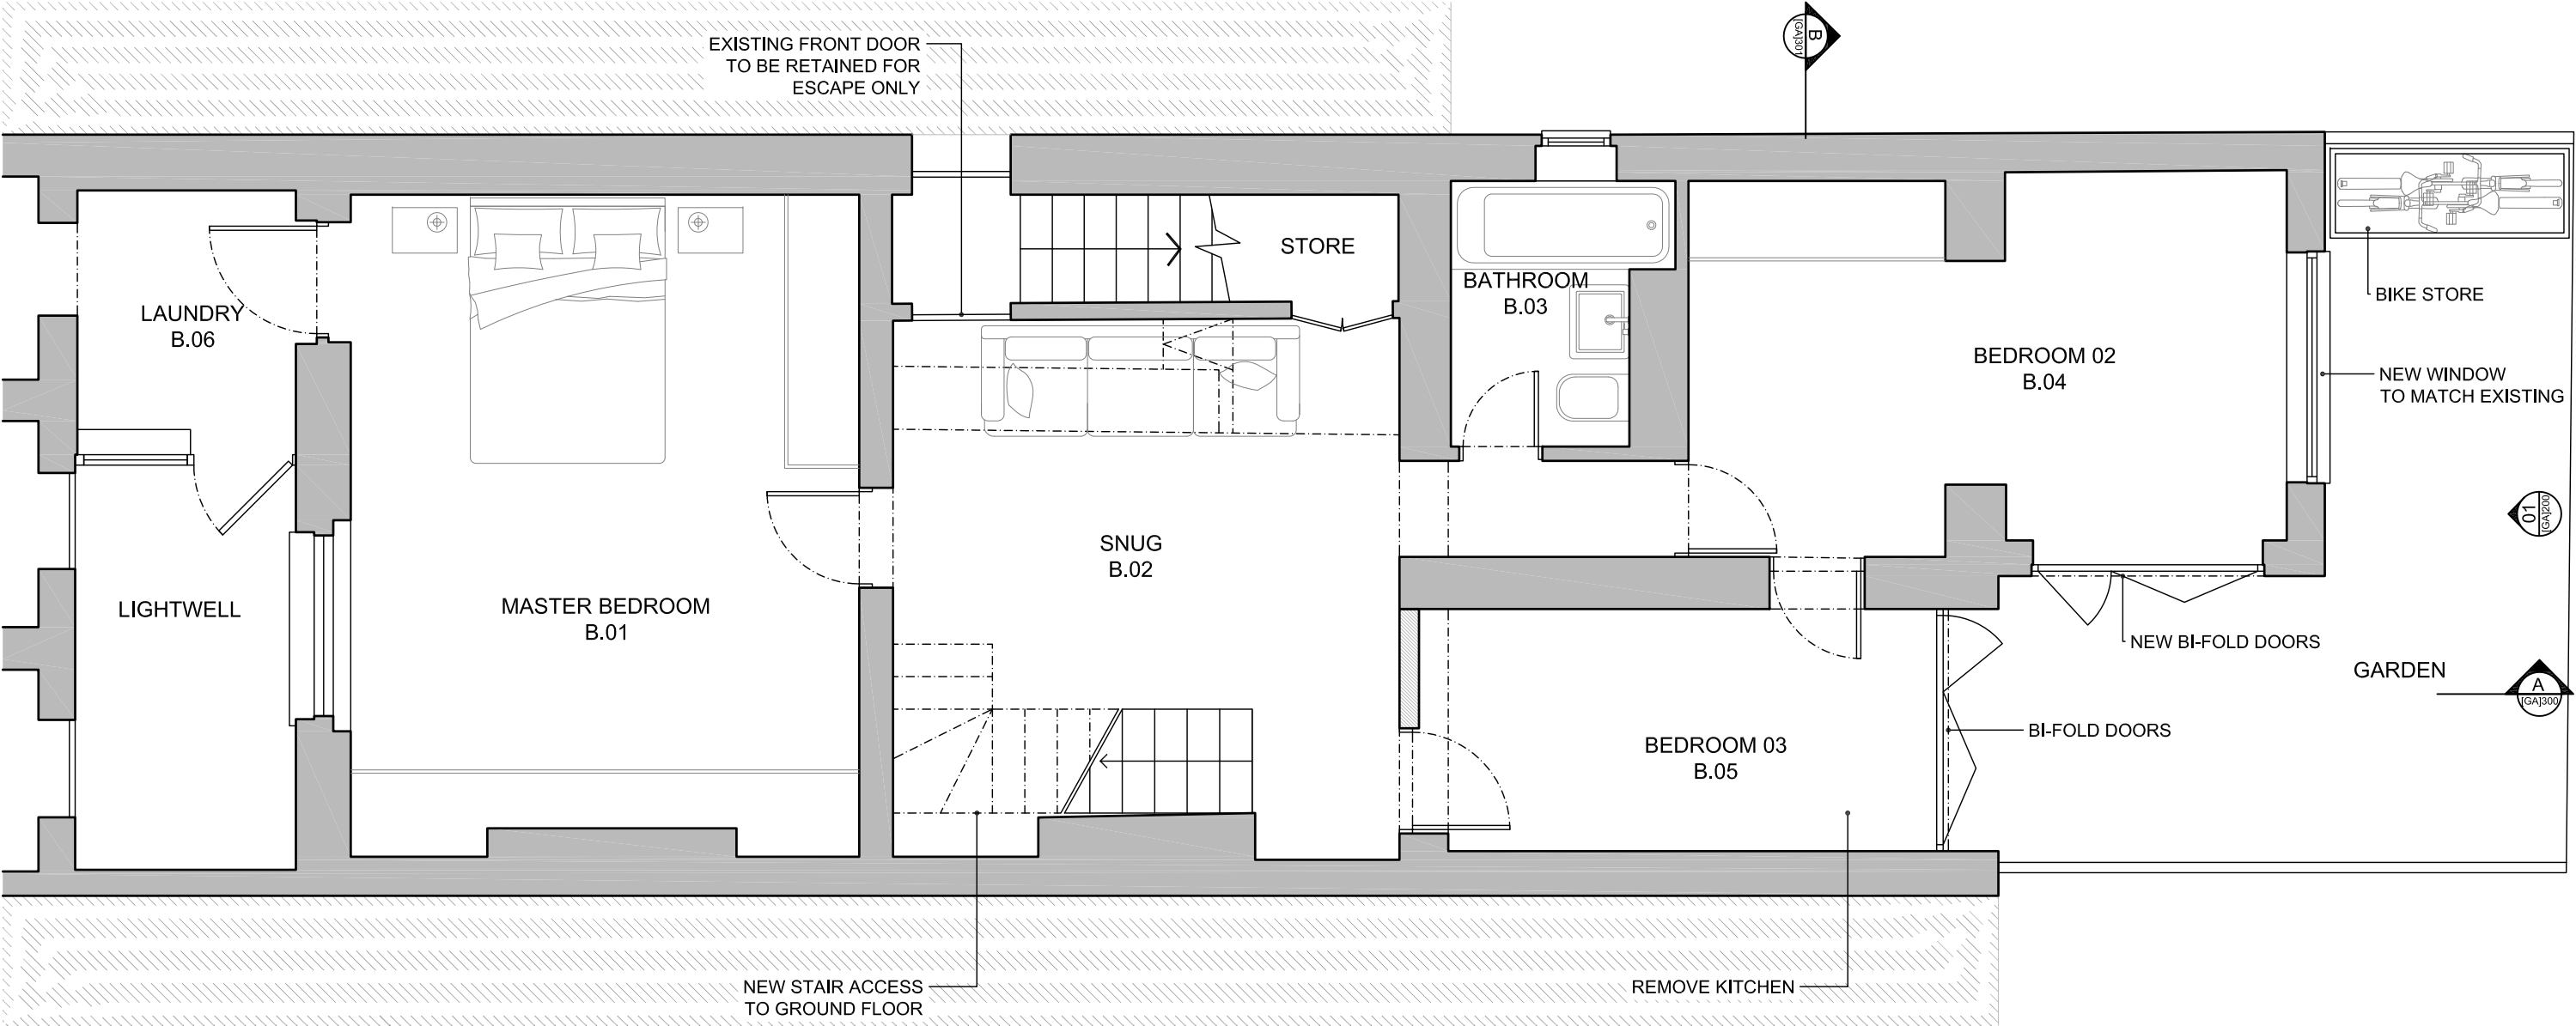 EXISTING FRONT DOOR
TO BE RETAINED FOR
ESCAPE ONLY
B
[GA]301
STORE
BATHROOM
B.03
LAUNDRY
B.06
BIKE STORE
BEDROOM 02
B.04
NEW WINDOW
TO MATCH EXISTING
01
[GA]200
SNUG
B.02
LIGHTWELL
MASTER BEDROOM
B.01
NEW BI-FOLD DOORS
GARDEN
A
[GA]300
BI-FOLD DOORS
BEDROOM 03
B.05
NEW STAIR ACCESS
TO GROUND FLOOR
REMOVE KITCHEN